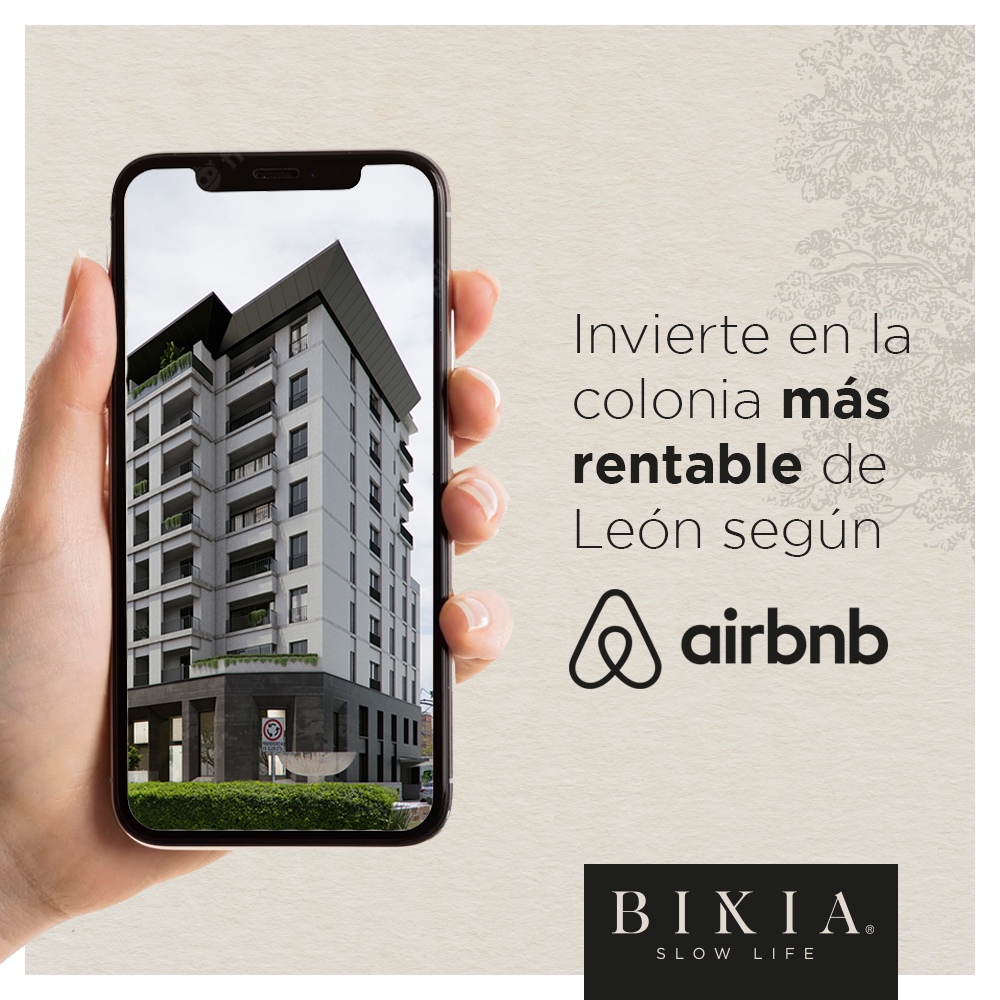 Invierte en la
colonia más
rentable de
León según
airbnb
BIKIA®
SLOW LIFE